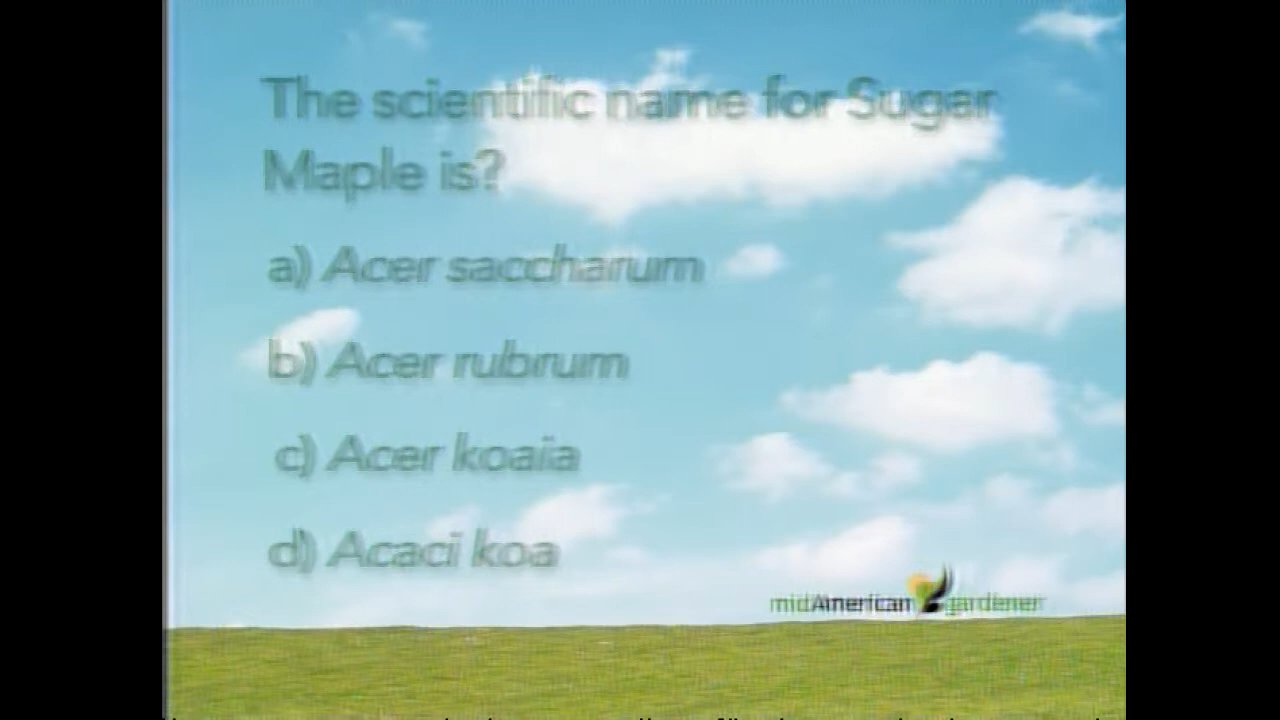 The scientific name for Sugar
Maple is?
a) Acer saccharum
b) Acer rubrum
c) Acer koaia
d) Acaci koa
midAmerican gardener